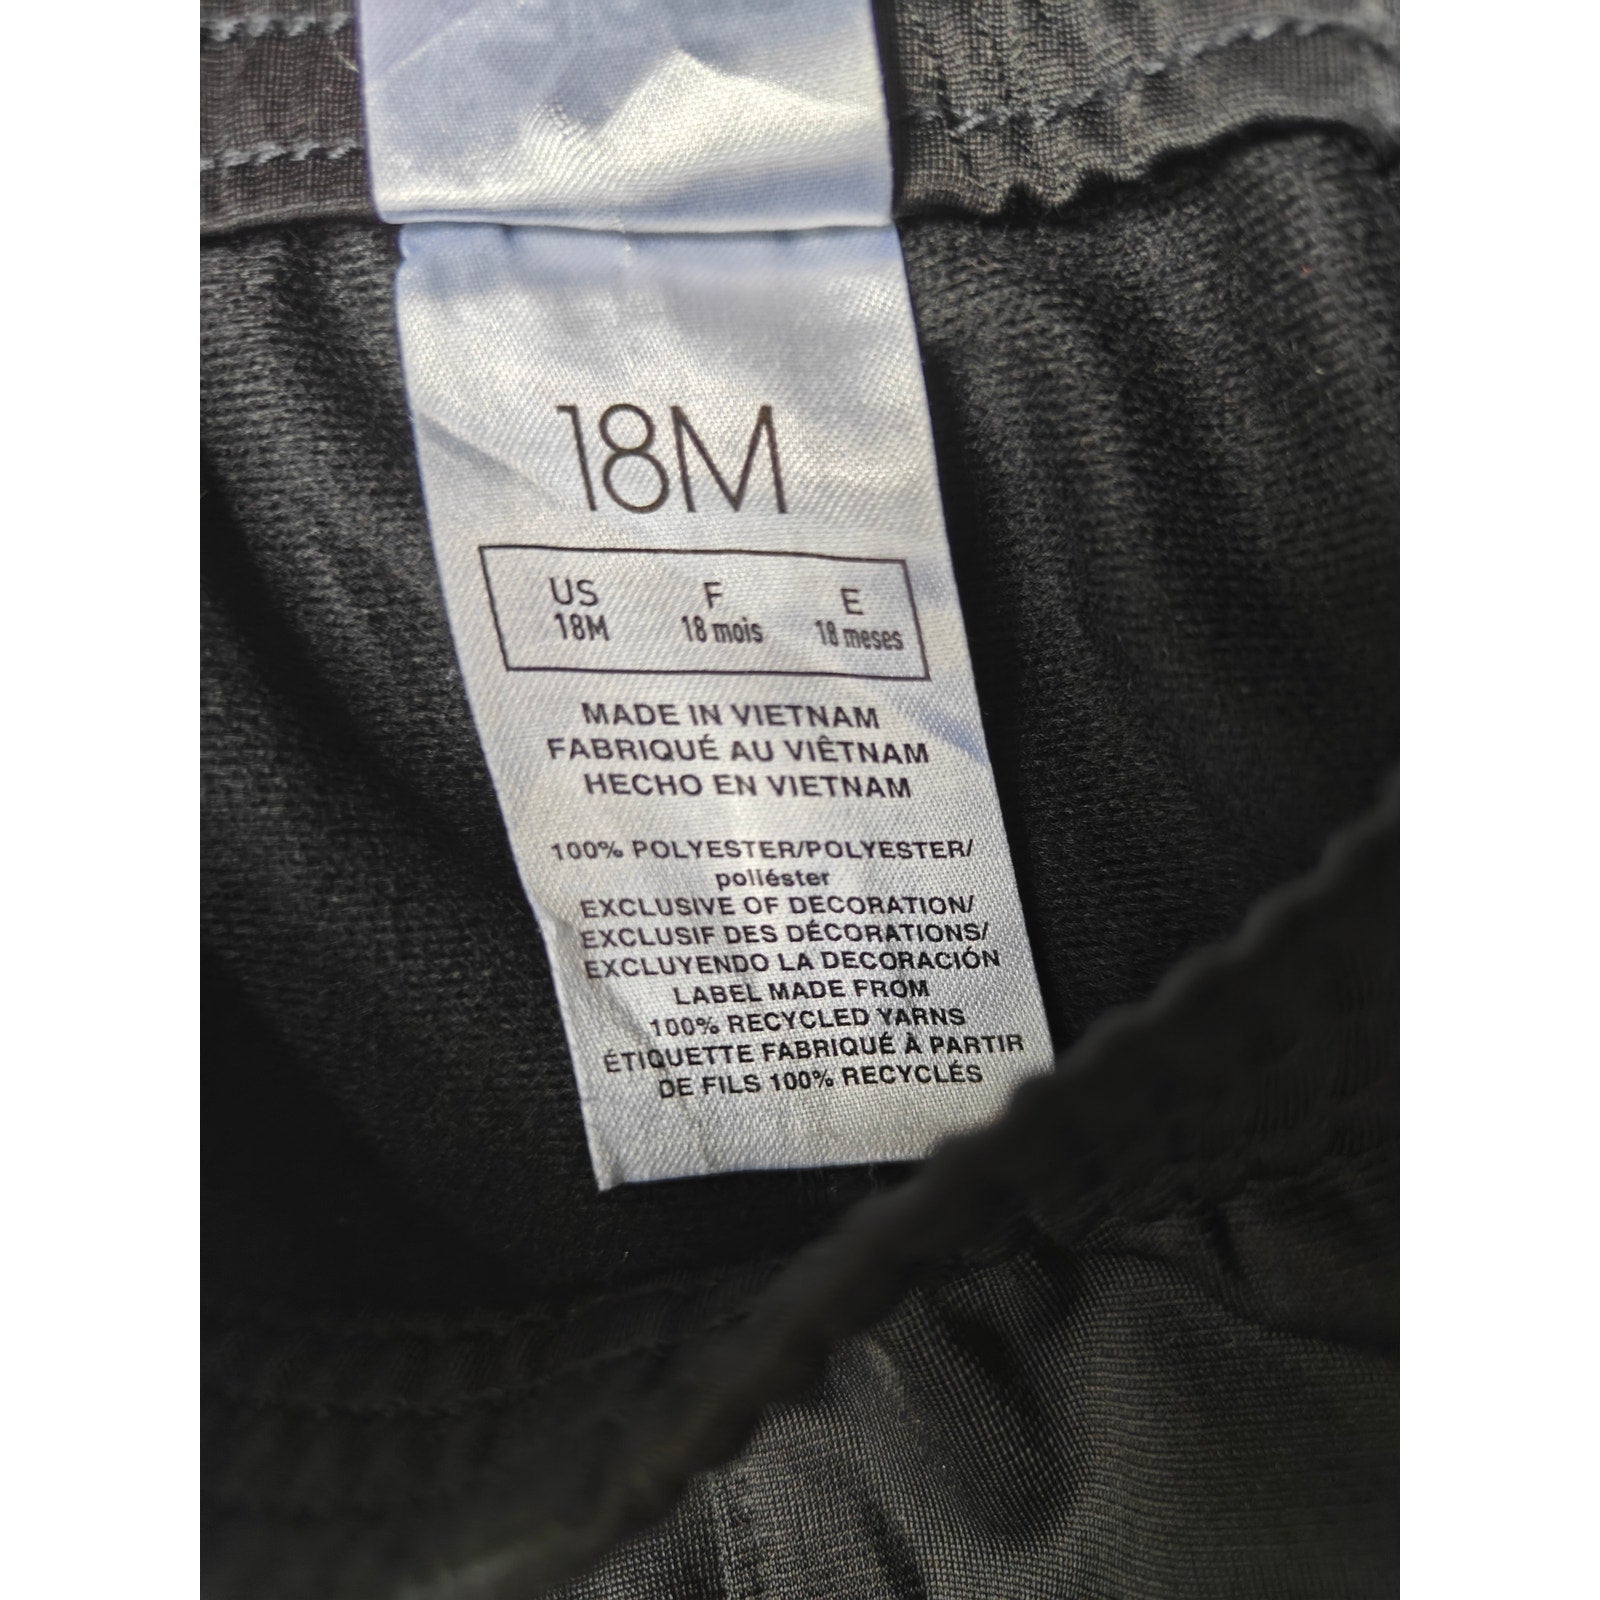 18M
US F E
18M 18 mois 18 meses
MADE IN VIETNAM
FABRIQUÉ AU VIÊTNAM
HECHO EN VIETNAM
100% POLYESTER/POLYESTER/
poliéster
EXCLUSIVE OF DECORATION/
EXCLUSIF DES DÉCORATIONS/
EXCLUYENDO LA DECORACIÓN
LABEL MADE FROM
100% RECYCLED YARNS
ÉTIQUETTE FABRIQUÉ À PARTIR
DE FILS 100% RECYCLÉS